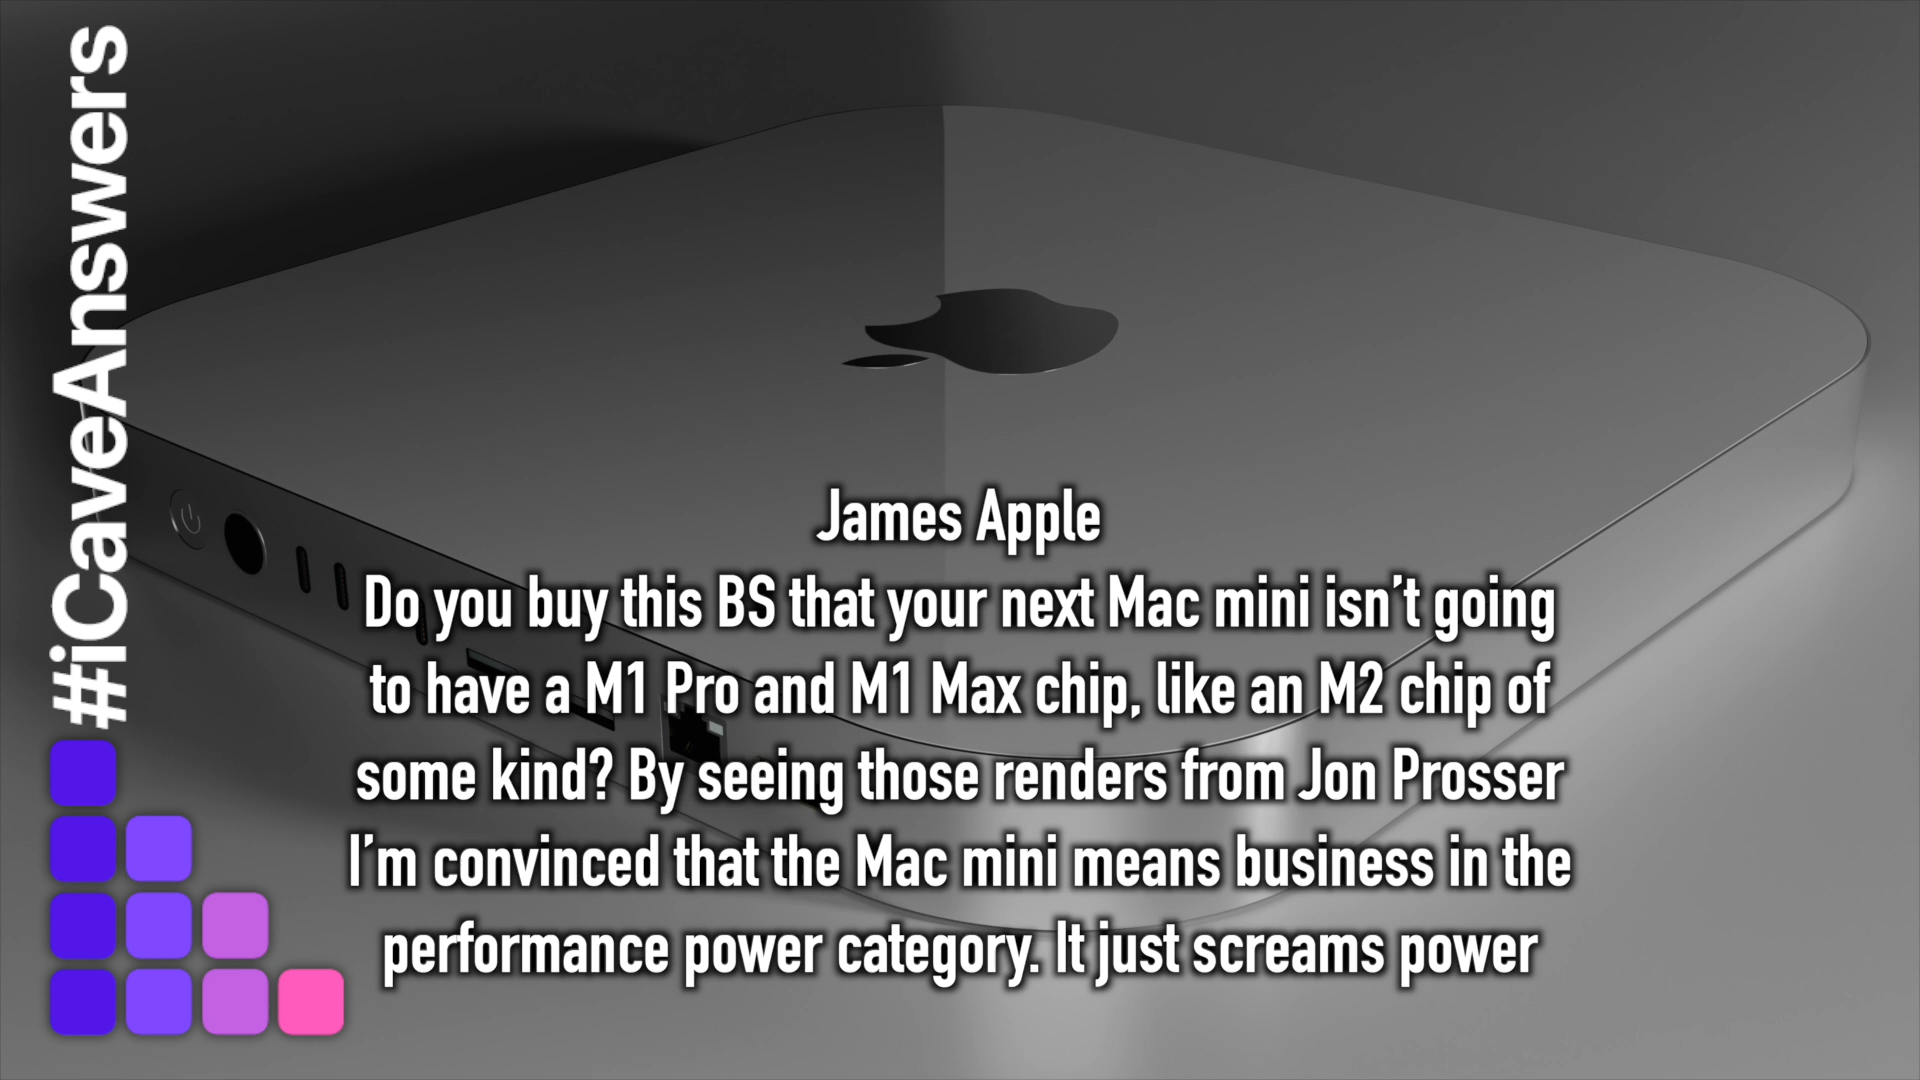 #iCaveAnswers
James Apple
Do you buy this BS that your next Mac mini isn’t going
to have a M1 Pro and M1 Max chip, like an M2 chip of
some kind? By seeing those renders from Jon Prosser
I’m convinced that the Mac mini means business in the
performance power category. It just screams power